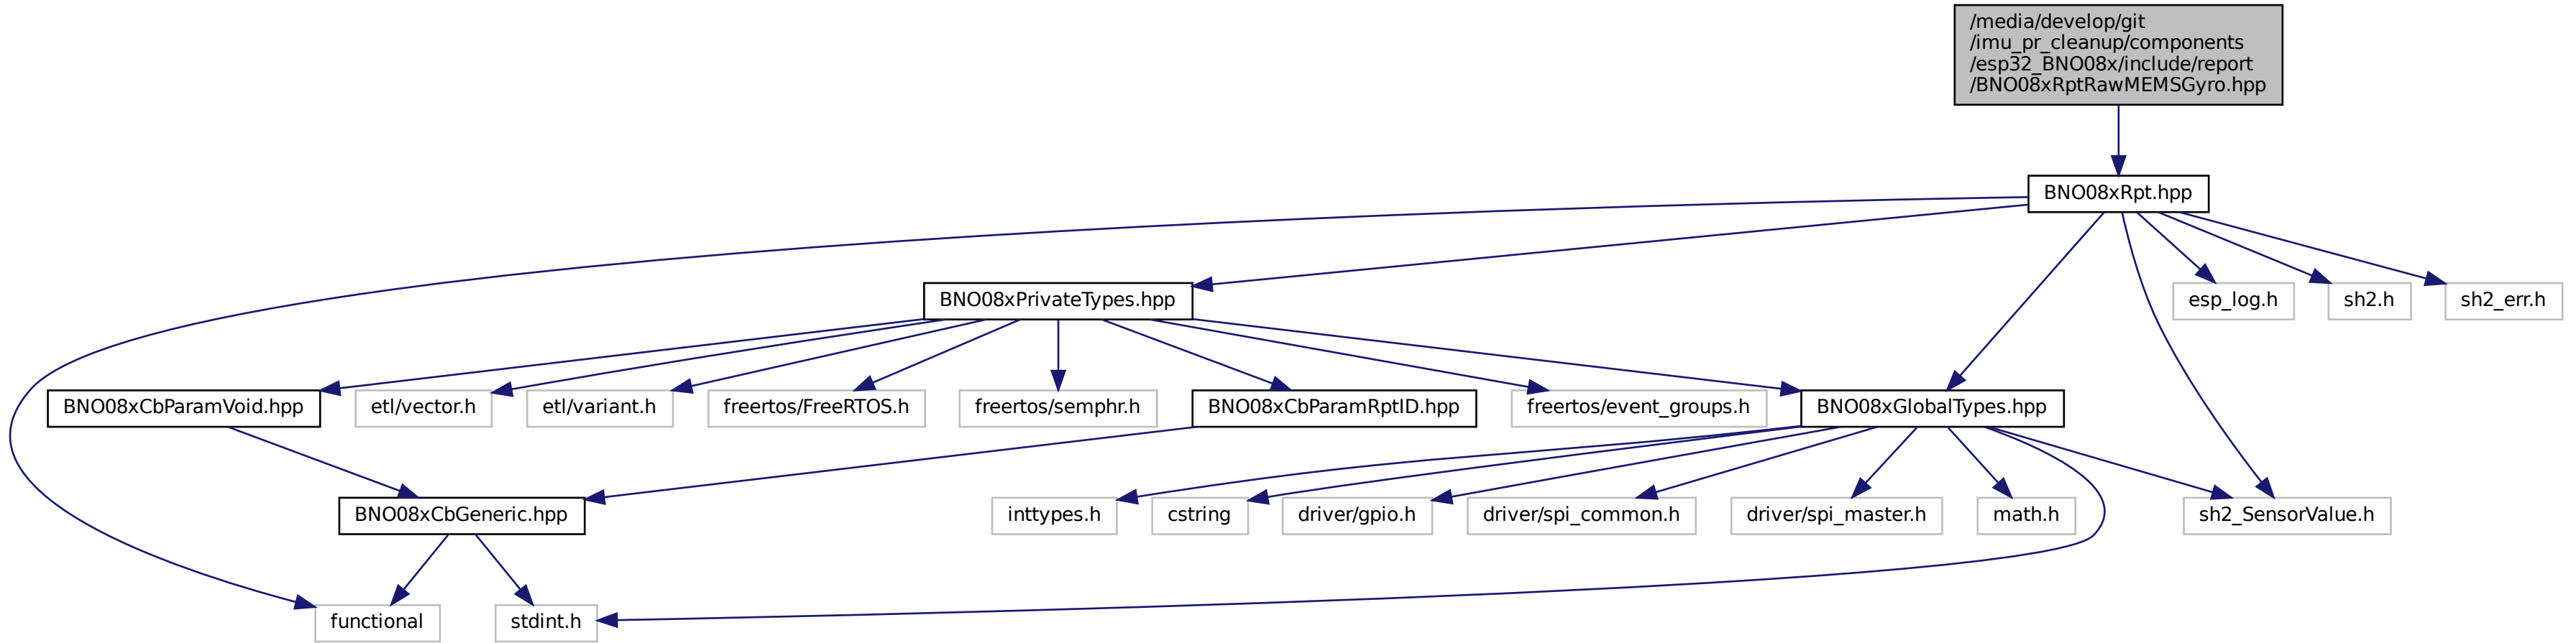 /media/develop/git
/imu_pr_cleanup/components
/esp32_BNO08x/include/report
/BNO08xRptRawMEMSGyro.hpp
BNO08xRpt.hpp
BNO08xPrivateTypes.hpp
esp_log.h
sh2.h
sh2_err.h
BNO08xCbParamVoid.hpp
etl/vector.h
etl/variant.h
freertos/FreeRTOS.h
freertos/semphr.h
BNO08xCbParamRptID.hpp
freertos/event_groups.h
BNO08xGlobalTypes.hpp
BNO08xCbGeneric.hpp
inttypes.h
cstring
driver/gpio.h
driver/spi_common.h
driver/spi_master.h
math.h
sh2_SensorValue.h
functional
stdint.h